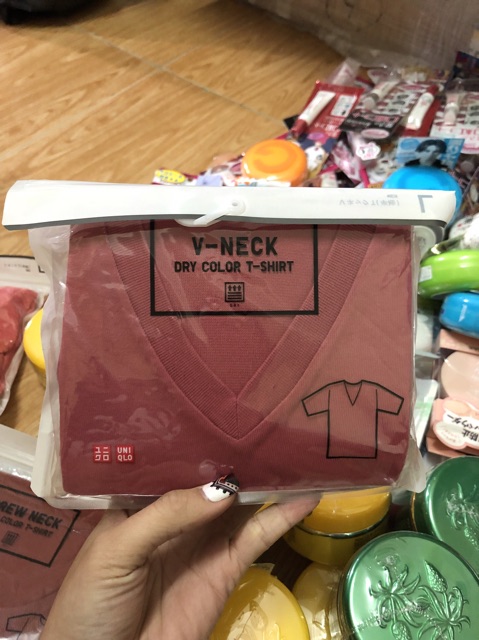 V-NECK
DRY COLOR T-SHIRT
ユニ
クロ
UNI
QLO
REW NECK
COLOR T-SHIRT